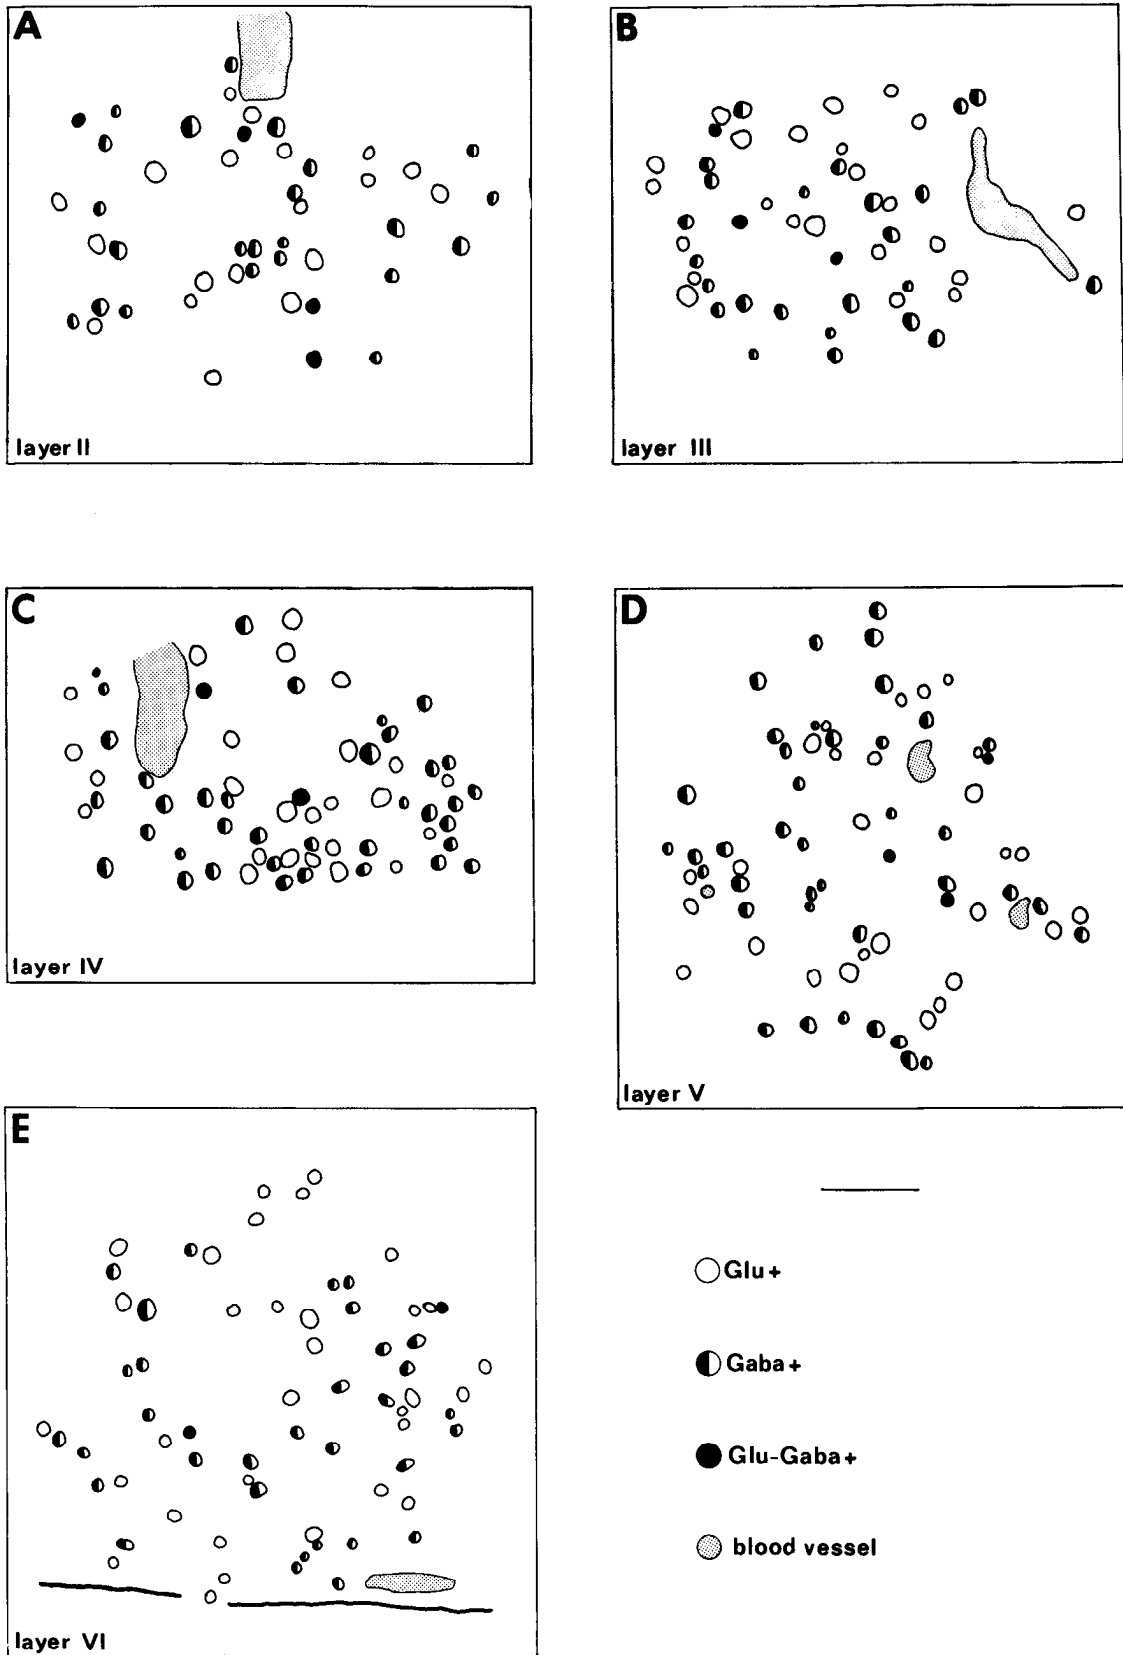 A
layer II
B
layer III
C
layer IV
D
layer V
E
layer VI
Glu+
Gaba+
Glu-Gaba+
blood vessel